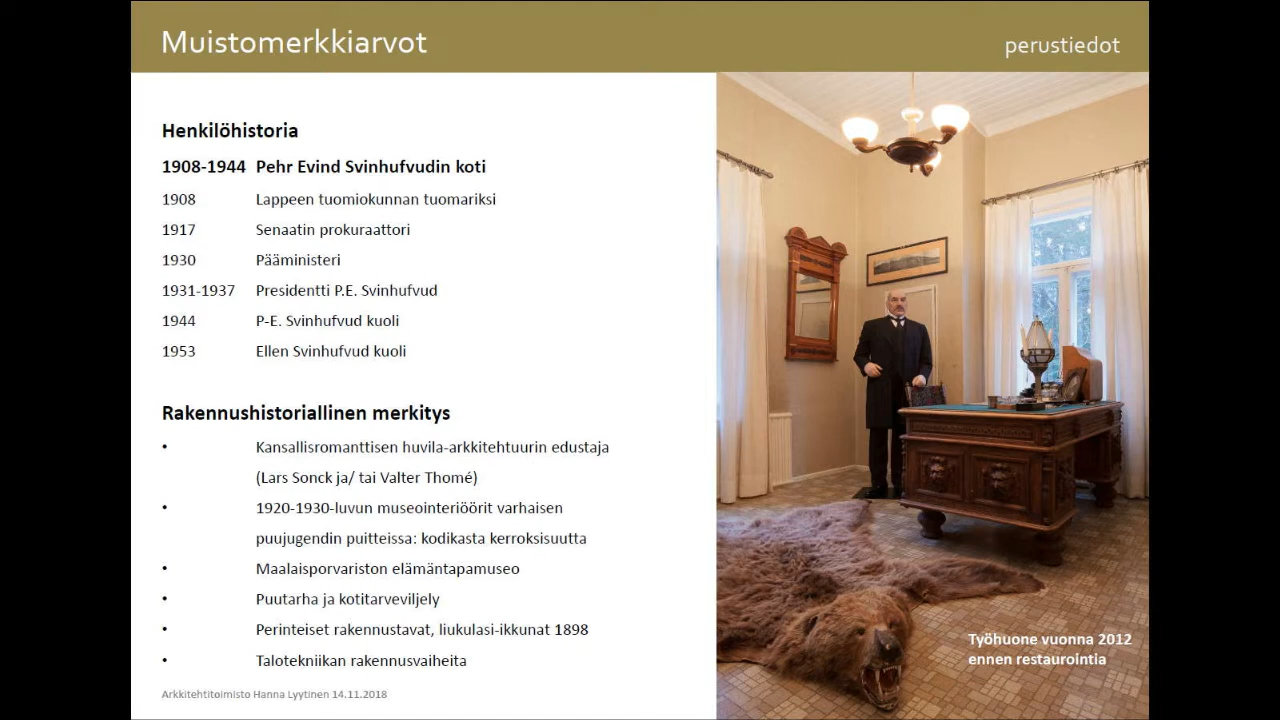 Muistomerkkiarvot
perustiedot
Henkilöhistoria
1908-1944 Pehr Evind Svinhufvudin koti
1908 Lappeen tuomiokunnan tuomariksi
1917 Senaatin prokuraattori
1930 Pääministeri
1931-1937 Presidentti P.E. Svinhufvud
1944 P-E. Svinhufvud kuoli
1953 Ellen Svinhufvud kuoli
Rakennushistoriallinen merkitys
• Kansallisromanttisen huvila-arkkitehtuurin edustaja
(Lars Sonck ja/ tai Valter Thomé)
• 1920-1930-luvun museointeriöörit varhaisen
puujugendin puitteissa: kodikasta kerroksisuutta
• Maalaisporvariston elämäntapamuseo
• Puutarha ja kotitarveviljely
• Perinteiset rakennustavat, liukulasi-ikkunat 1898
• Talotekniikan rakennusvaiheita
Arkkitehtitoimisto Hanna Lyytinen 14.11.2018
Työhuone vuonna 2012
ennen restaurointia